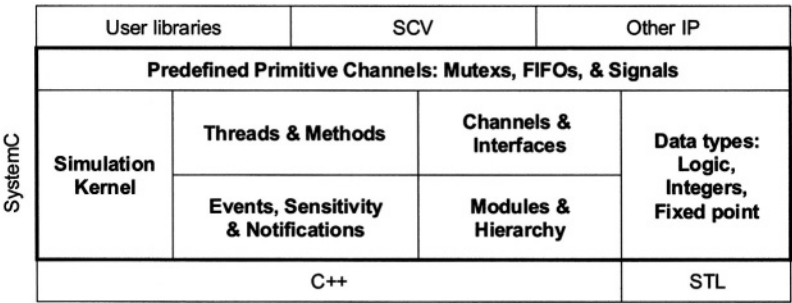 User libraries
SCV
Other IP
Predefined Primitive Channels: Mutexs, FIFOs, & Signals
SystemC
Simulation
Kernel
Threads & Methods
Channels &
Interfaces
Events, Sensitivity
& Notifications
Modules &
Hierarchy
Data types:
Logic,
Integers,
Fixed point
C++
STL